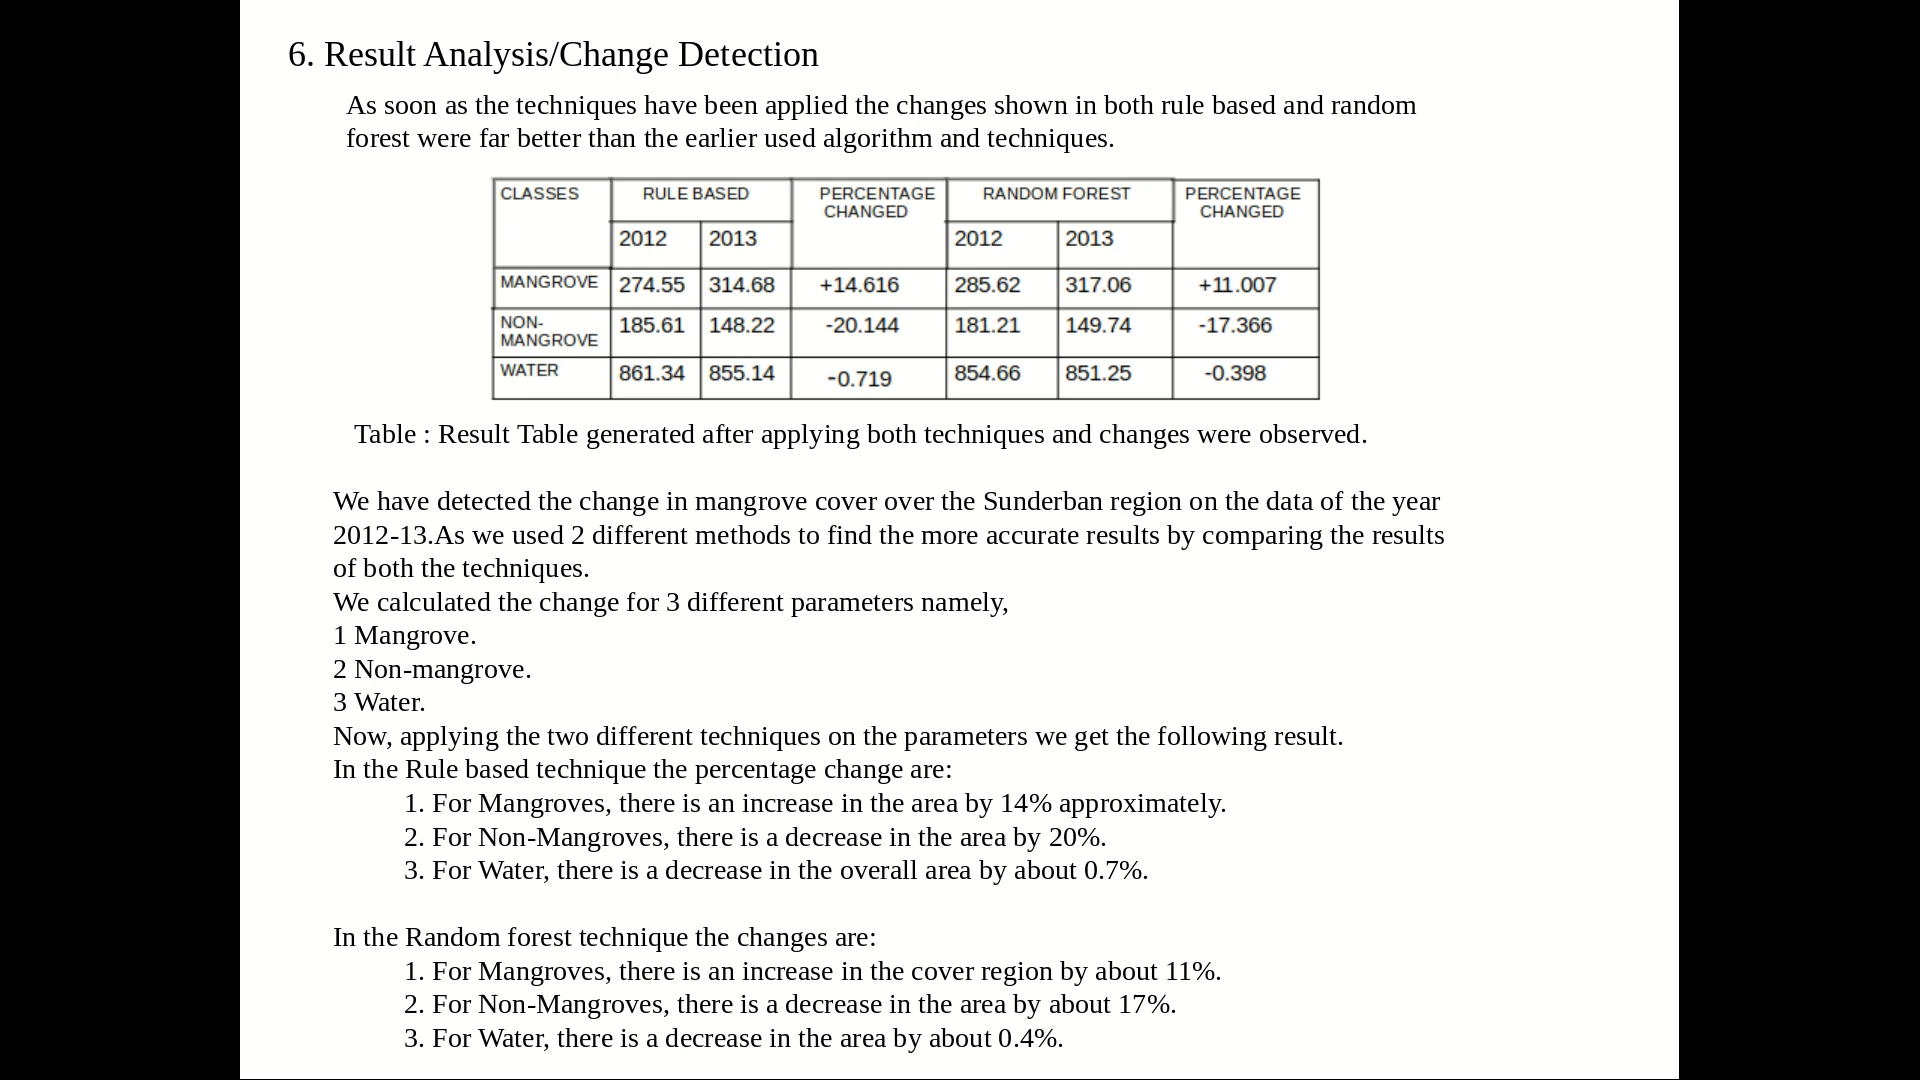 6. Result Analysis/Change Detection
As soon as the techniques have been applied the changes shown in both rule based and random
forest were far better than the earlier used algorithm and techniques.
CLASSES RULE BASED PERCENTAGE CHANGED RANDOM FOREST PERCENTAGE CHANGED
2012 2013 2012 2013
MANGROVE 274.55 314.68 +14.616 285.62 317.06 +11.007
NON-MANGROVE 185.61 148.22 -20.144 181.21 149.74 -17.366
WATER 861.34 855.14 -0.719 854.66 851.25 -0.398
Table : Result Table generated after applying both techniques and changes were observed.
We have detected the change in mangrove cover over the Sunderban region on the data of the year
2012-13.As we used 2 different methods to find the more accurate results by comparing the results
of both the techniques.
We calculated the change for 3 different parameters namely,
1 Mangrove.
2 Non-mangrove.
3 Water.
Now, applying the two different techniques on the parameters we get the following result.
In the Rule based technique the percentage change are:
1. For Mangroves, there is an increase in the area by 14% approximately.
2. For Non-Mangroves, there is a decrease in the area by 20%.
3. For Water, there is a decrease in the overall area by about 0.7%.
In the Random forest technique the changes are:
1. For Mangroves, there is an increase in the cover region by about 11%.
2. For Non-Mangroves, there is a decrease in the area by about 17%.
3. For Water, there is a decrease in the area by about 0.4%.